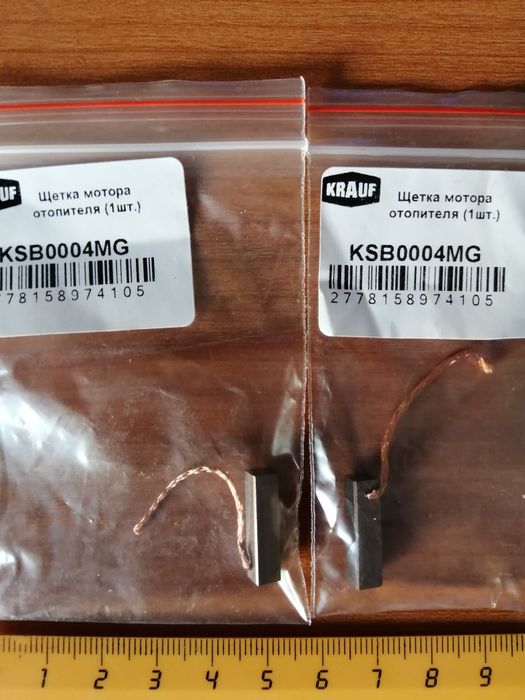 UF
Щетка мотора
отопителя (1шт.)
KSB0004MG
2778158974105
KRAUF
Щетка мотора
отопителя (1шт.)
KSB0004MG
2778158974105
1 2 3 4 5 6 7 8 9